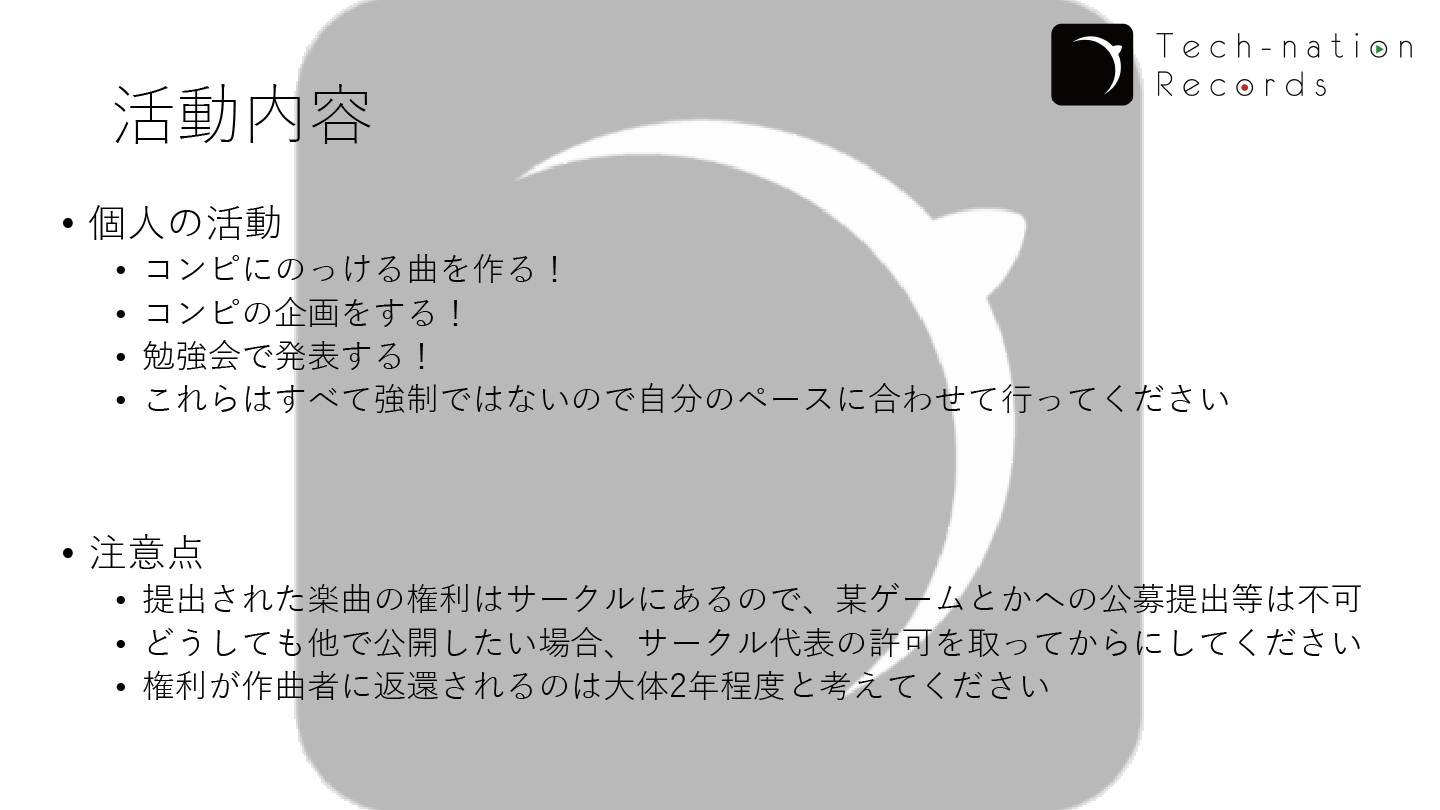 Tech-nation
Records
活動内容
• 個人の活動
• コンピにのっける曲を作る！
• コンピの企画をする！
• 勉強会で発表する！
• これらはすべて強制ではないので自分のペースに合わせて行ってください
• 注意点
• 提出された楽曲の権利はサークルにあるので、某ゲームとかへの公募提出等は不可
• どうしても他で公開したい場合、サークル代表の許可を取ってからにしてください
• 権利が作曲者に返還されるのは大体2年程度と考えてください